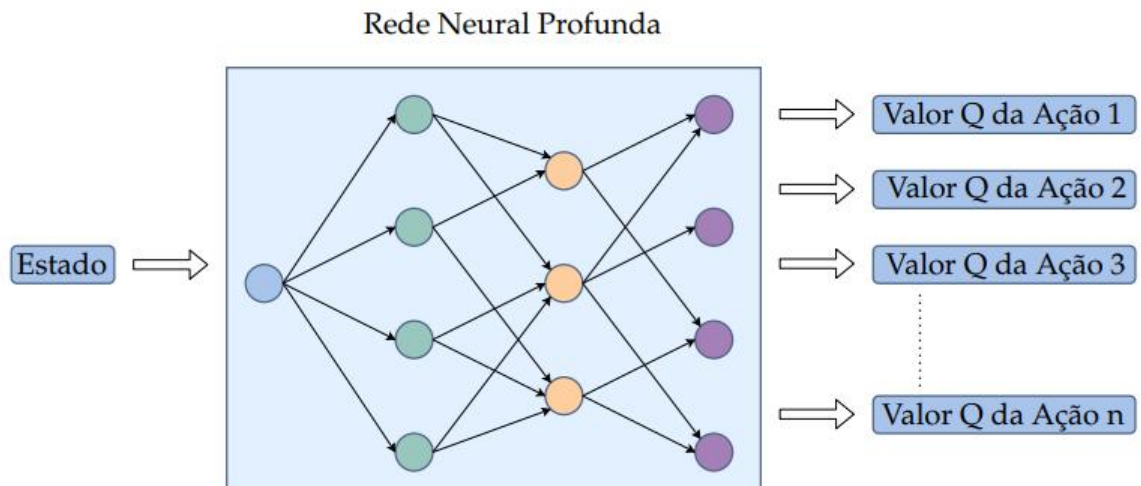 Rede Neural Profunda
Estado
Valor Q da Ação 1
Valor Q da Ação 2
Valor Q da Ação 3
Valor Q da Ação n